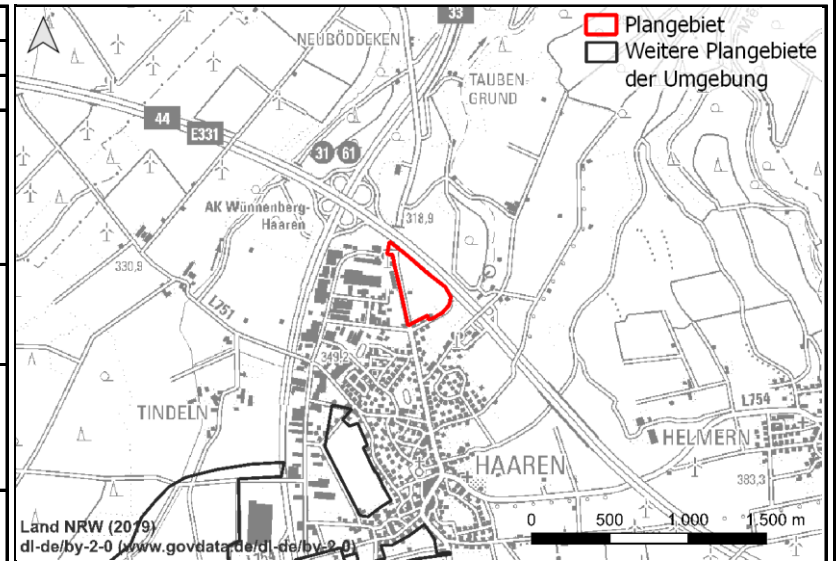 33
Plangebiet
Weitere Plangebiete
der Umgebung
NEUBÖDDEKEN
TAUBEN-
GRUND
44
E331
31 61
AK Wünnenberg-
Haaren
318,9
330,9
L751
349,2
TINDELN
L754
HELMERN
HAAREN
383,3
Land NRW (2019)
dl-de/by-2-0 (www.govdata.de/dl-de/by-2-0)
0 500 1.000 1.500 m